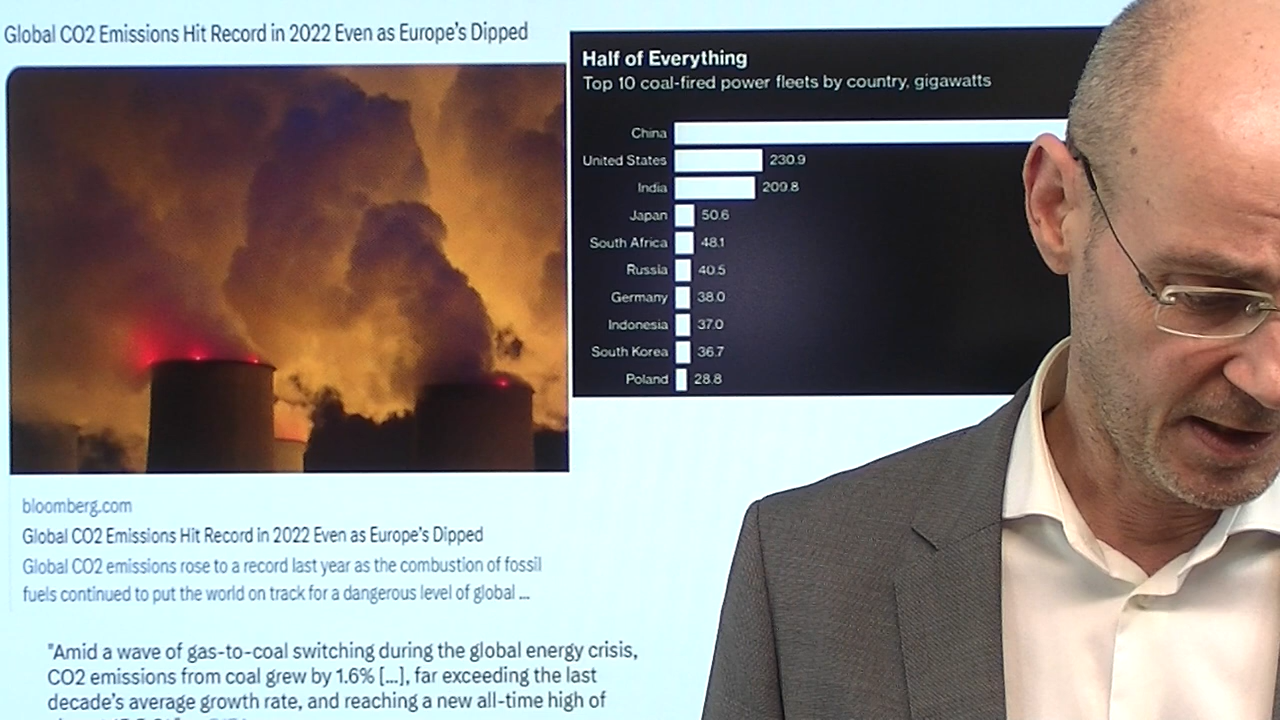 Global CO2 Emissions Hit Record in 2022 Even as Europe's Dipped
Half of Everything
Top 10 coal-fired power fleets by country, gigawatts
China
United States 230.9
India 209.8
Japan 50.6
South Africa 48.1
Russia 40.5
Germany 38.0
Indonesia 37.0
South Korea 36.7
Poland 28.8
bloomberg.com
Global CO2 Emissions Hit Record in 2022 Even as Europe's Dipped
Global CO2 emissions rose to a record last year as the combustion of fossil
fuels continued to put the world on track for a dangerous level of global ...
"Amid a wave of gas-to-coal switching during the global energy crisis,
CO2 emissions from coal grew by 1.6% [...], far exceeding the last
decade's average growth rate, and reaching a new all-time high of